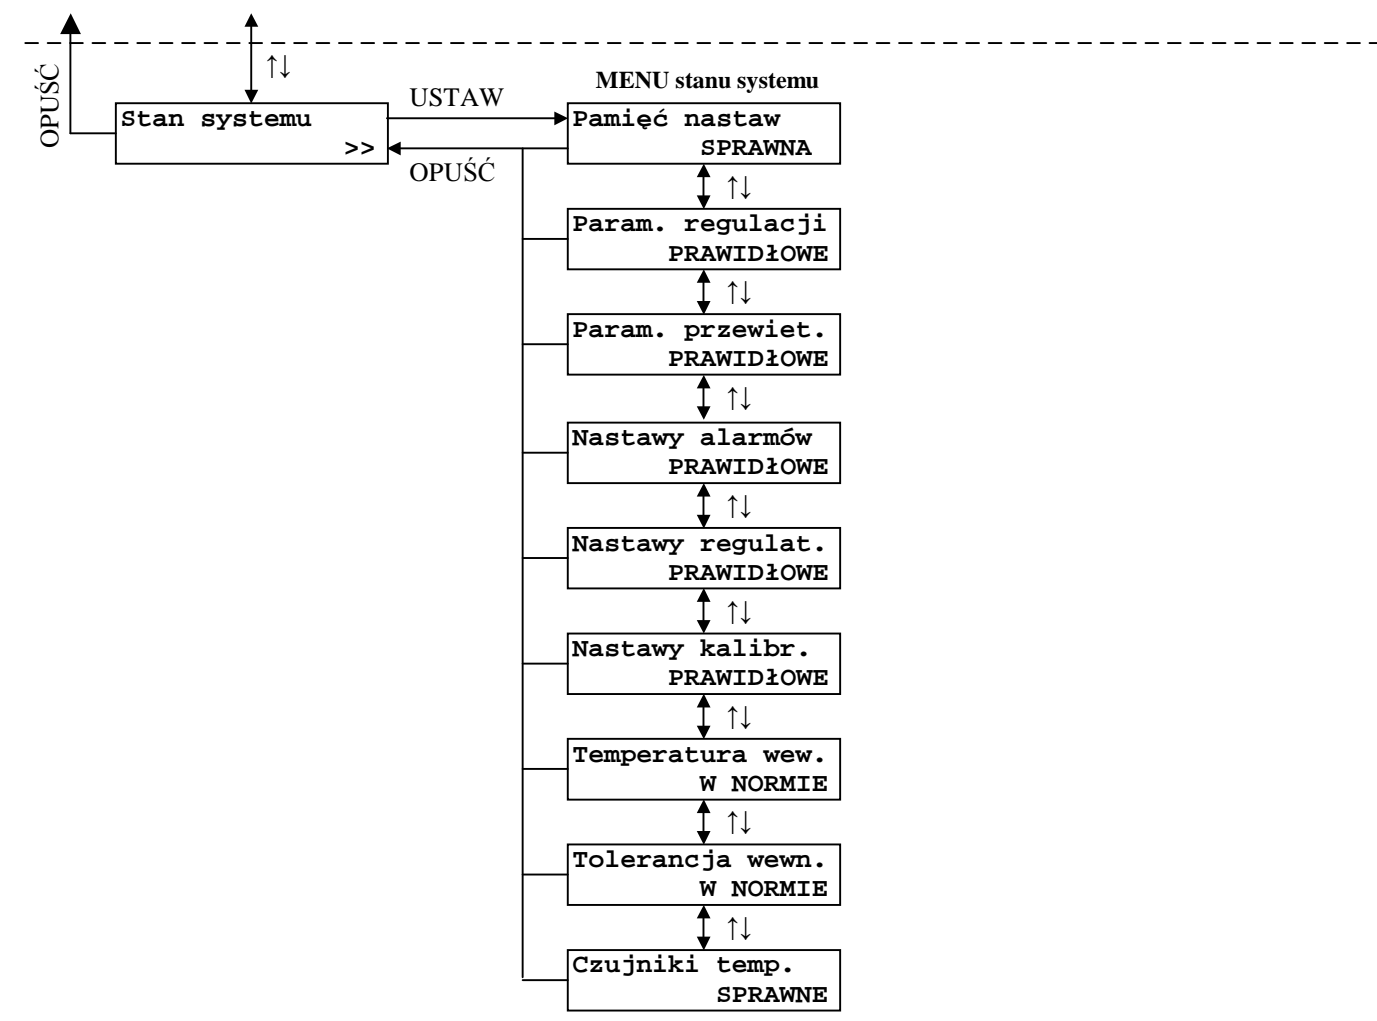 OPUŚĆ
↑↓
MENU stanu systemu
Stan systemu
>>
USTAW
OPUŚĆ
Pamięć nastaw
SPRAWNA
↑↓
Param. regulacji
PRAWIDłOWE
↑↓
Param. przewiet.
PRAWIDłOWE
↑↓
Nastawy alarmów
PRAWIDłOWE
↑↓
Nastawy regulat.
PRAWIDłOWE
↑↓
Nastawy kalibr.
PRAWIDłOWE
↑↓
Temperatura wew.
W NORMIE
↑↓
Tolerancja wewn.
W NORMIE
↑↓
Czujniki temp.
SPRAWNE